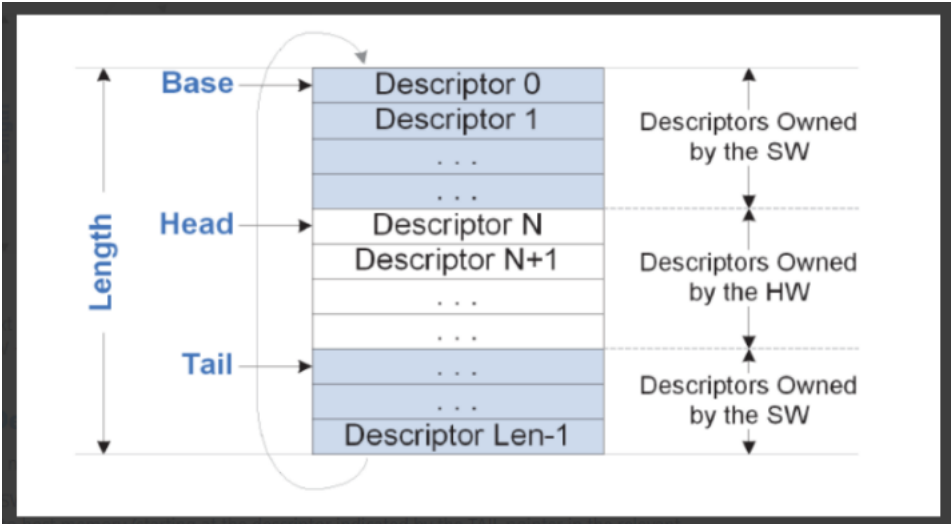 Base
Descriptor 0
Descriptor 1
. . .
. . .
Descriptors Owned
by the SW
Length
Head
Descriptor N
Descriptor N+1
. . .
. . .
Descriptors Owned
by the HW
Tail
. . .
. . .
Descriptor Len-1
Descriptors Owned
by the SW